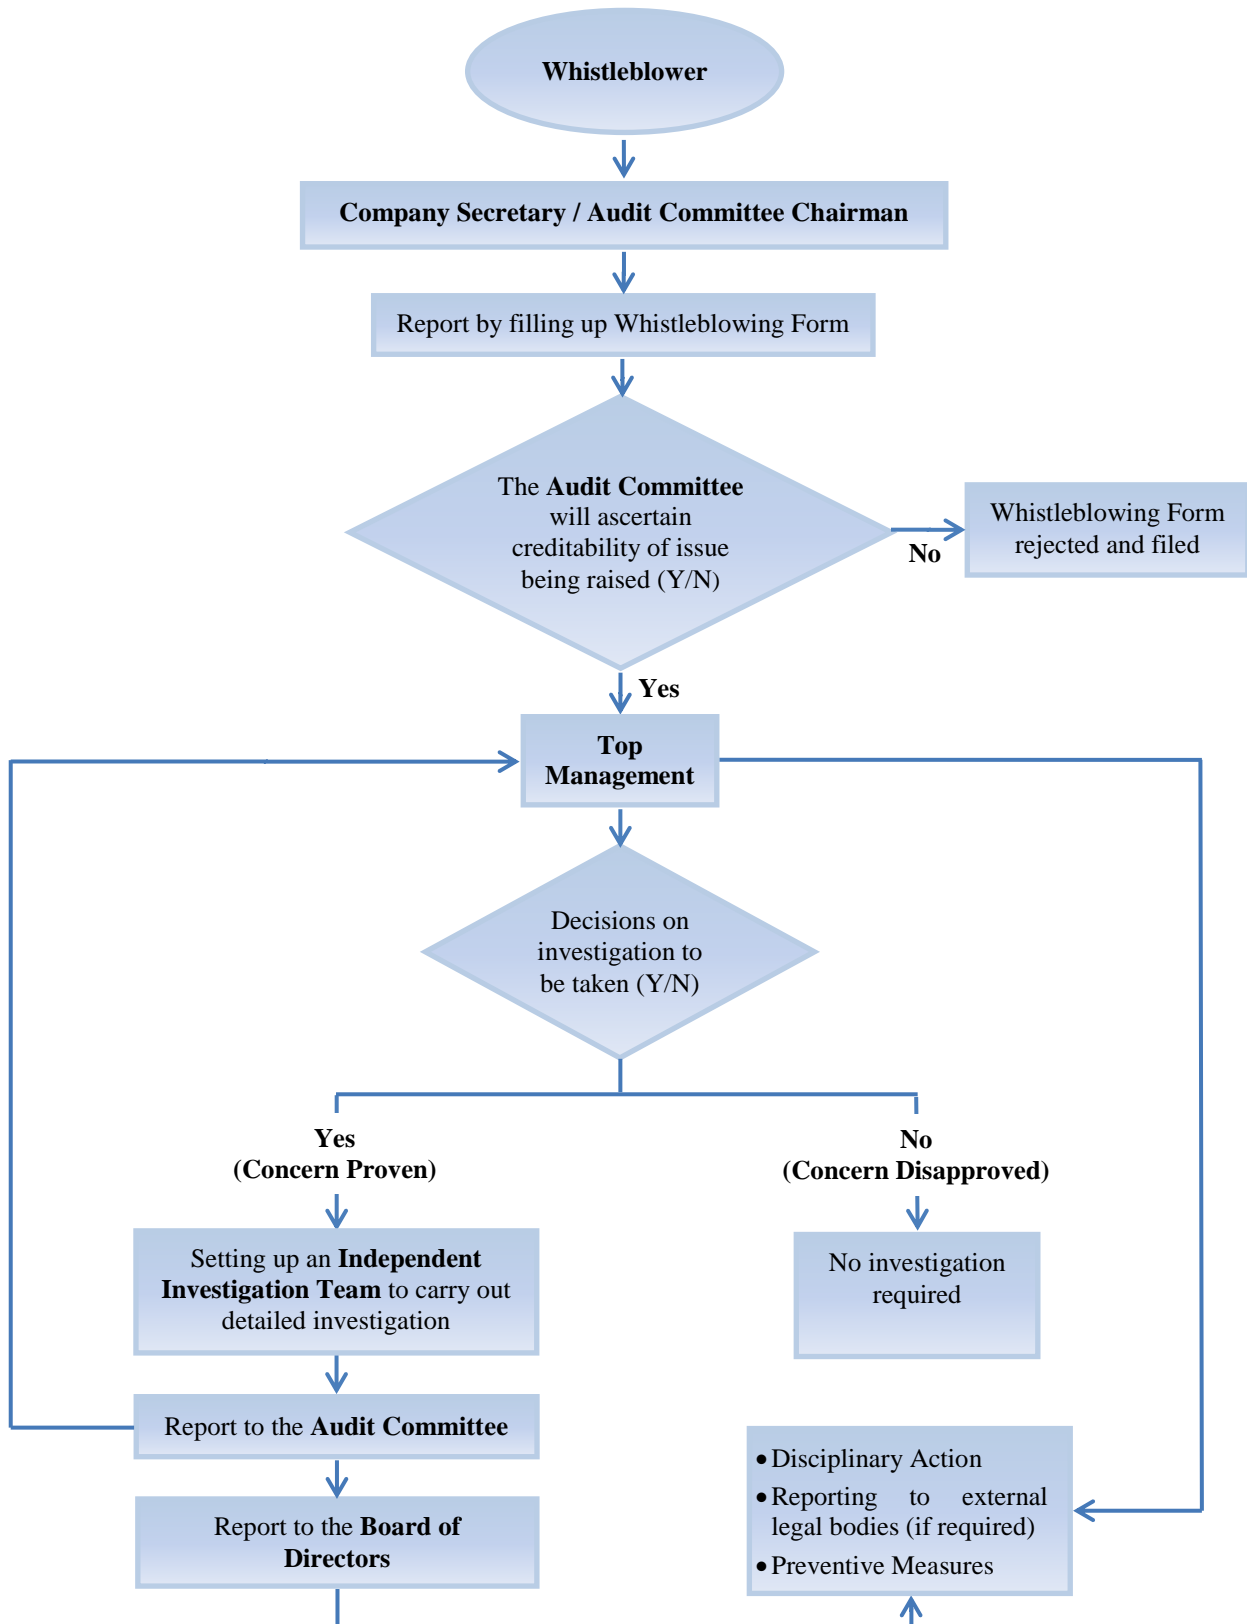 Whistleblower
Company Secretary / Audit Committee Chairman
Report by filling up Whistleblowing Form
The Audit Committee
will ascertain
creditability of issue
being raised (Y/N)
No
Whistleblowing Form
rejected and filed
Yes
Top
Management
Decisions on
investigation to
be taken (Y/N)
Yes
(Concern Proven)
No
(Concern Disapproved)
Setting up an Independent
Investigation Team to carry out
detailed investigation
No investigation
required
Report to the Audit Committee
Report to the Board of
Directors
• Disciplinary Action
• Reporting to external
legal bodies (if required)
• Preventive Measures